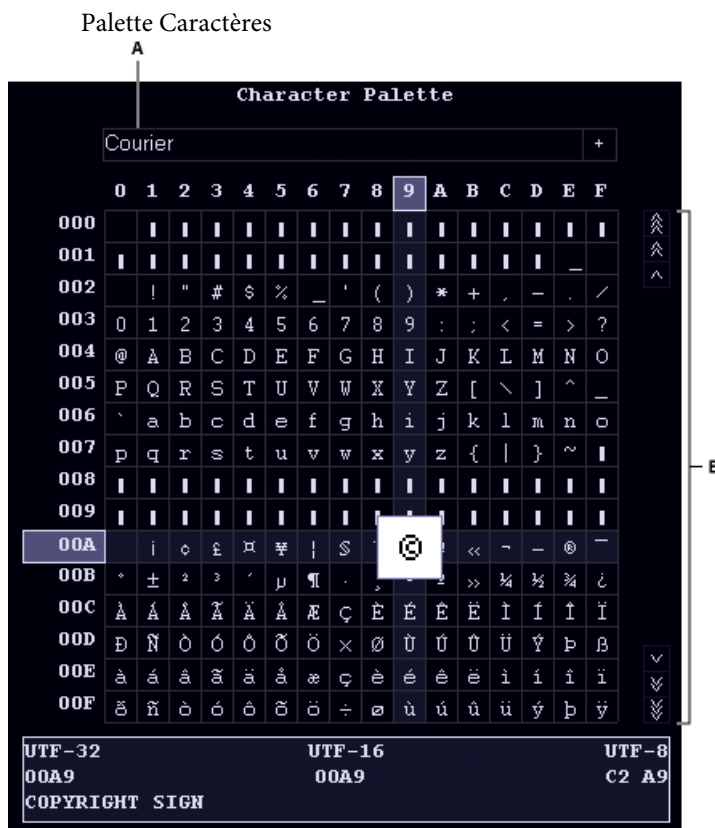 Palette Caractères
A
Character Palette
Courier +
0 1 2 3 4 5 6 7 8 9 A B C D E F
000
001 _
002 ! " # $ % _ ' ( ) * + , – . /
003 0 1 2 3 4 5 6 7 8 9 : ; < = > ?
004 @ A B C D E F G H I J K L M N O
005 P Q R S T U V W X Y Z [ \ ] ^ _
006 ` a b c d e f g h i j k l m n o
007 p q r s t u v w x y z { | } ~
008
009
00A ¡ ¢ £ ¤ ¥ ¦ § © « ¬ – ® ¯
00B ° ± ² ³ ´ µ ¶ · » ¼ ½ ¾ ¿
00C À Á Â Ã Ä Å Æ Ç È É Ê Ë Ì Í Î Ï
00D Ð Ñ Ò Ó Ô Õ Ö × Ø Ù Ú Û Ü Ý Þ ß
00E à á â ã ä å æ ç è é ê ë ì í î ï
00F ð ñ ò ó ô õ ö ÷ ø ù ú û ü ý þ ÿ
UTF-32 UTF-16 UTF-8
00A9 00A9 C2 A9
COPYRIGHT SIGN